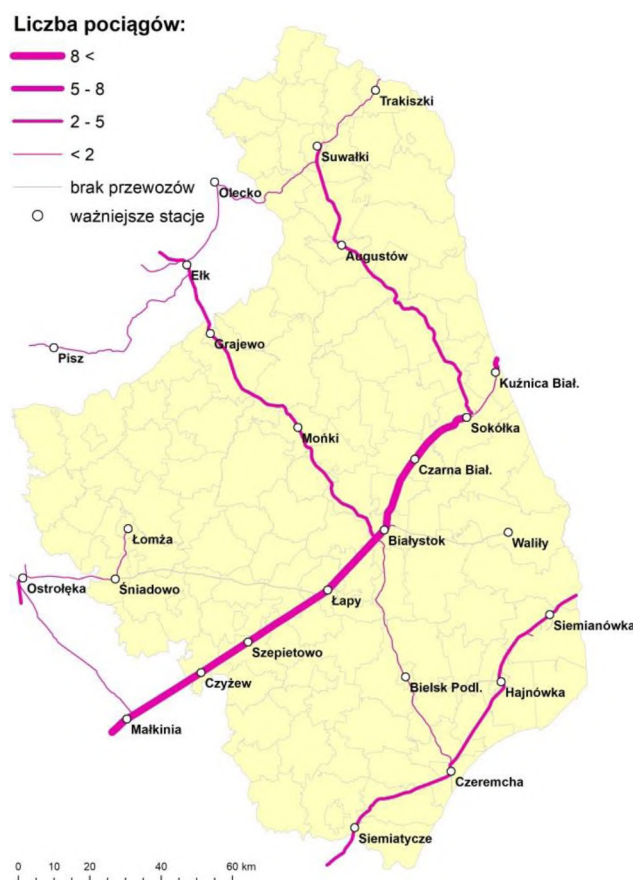 Liczba pociągów:
8 <
5 - 8
2 - 5
< 2
brak przewozów
ważniejsze stacje
Trakiszki
Suwałki
Olecko
Augustów
Ełk
Grajewo
Pisz
Kuźnica Biał.
Sokółka
Mońki
Czarna Biał.
Łomża
Białystok
Waliły
Ostrołęka
Śniadowo
Łapy
Siemianówka
Szepietowo
Czyżew
Bielsk Podl.
Hajnówka
Małkinia
Czeremcha
Siemiatycze
0 10 20 40 60 km